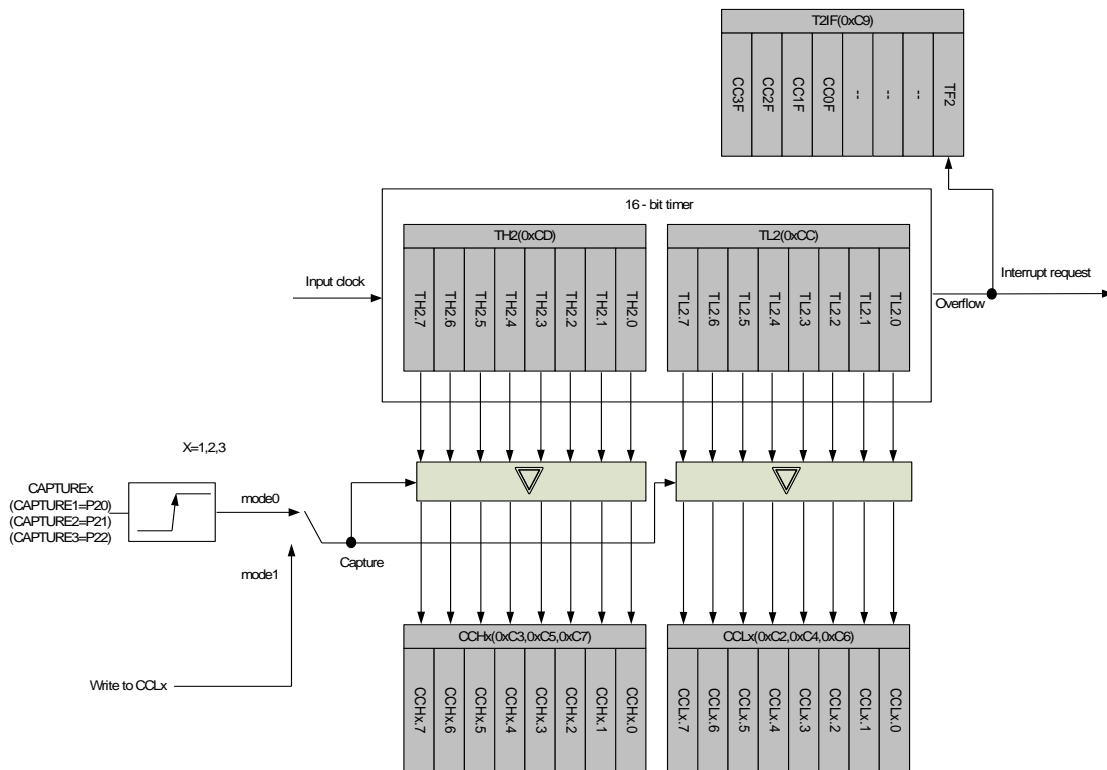 T2IF(0xC9)
CC3F
CC2F
CC1F
CC0F
--
--
--
TF2
16 - bit timer
TH2(0xCD)
TL2(0xCC)
TH2.7
TH2.6
TH2.5
TH2.4
TH2.3
TH2.2
TH2.1
TH2.0
TL2.7
TL2.6
TL2.5
TL2.4
TL2.3
TL2.2
TL2.1
TL2.0
Input clock
Interrupt request
Overflow
X=1,2,3
CAPTUREx
(CAPTURE1=P20)
(CAPTURE2=P21)
(CAPTURE3=P22)
mode0
mode1
Capture
Write to CCLx
CCHx(0xC3,0xC5,0xC7)
CCLx(0xC2,0xC4,0xC6)
CCHx.7
CCHx.6
CCHx.5
CCHx.4
CCHx.3
CCHx.2
CCHx.1
CCHx.0
CCLx.7
CCLx.6
CCLx.5
CCLx.4
CCLx.3
CCLx.2
CCLx.1
CCLx.0